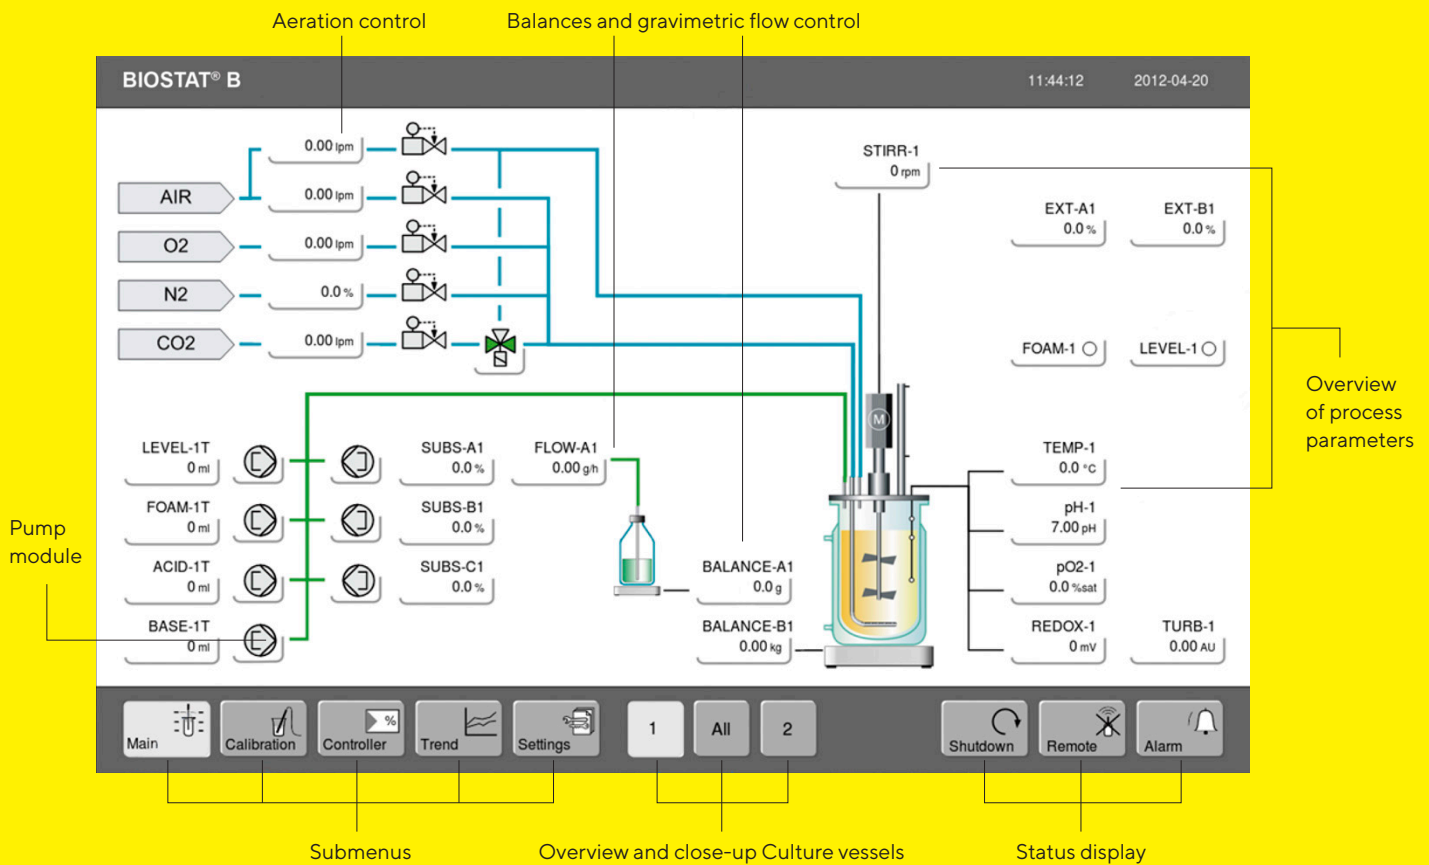 Aeration control
Balances and gravimetric flow control
BIOSTAT® B
11:44:12
2012-04-20
0.00 lpm
STIRR-1
0 rpm
AIR
0.00 lpm
EXT-A1
0.0 %
EXT-B1
0.0 %
O2
0.00 lpm
N2
0.0 %
CO2
0.00 lpm
FOAM-1
LEVEL-1
Overview
of process
parameters
M
LEVEL-1T
0 ml
SUBS-A1
0.0 %
FLOW-A1
0.00 g/h
TEMP-1
0.0 °C
FOAM-1T
0 ml
SUBS-B1
0.0 %
pH-1
7.00 pH
Pump
module
ACID-1T
0 ml
SUBS-C1
0.0 %
BALANCE-A1
0.0 g
pO2-1
0.0 %sat
BASE-1T
0 ml
BALANCE-B1
0.00 kg
REDOX-1
0 mV
TURB-1
0.00 AU
Main
Calibration
%
Controller
Trend
Settings
1
All
2
Shutdown
Remote
Alarm
Submenus
Overview and close-up Culture vessels
Status display